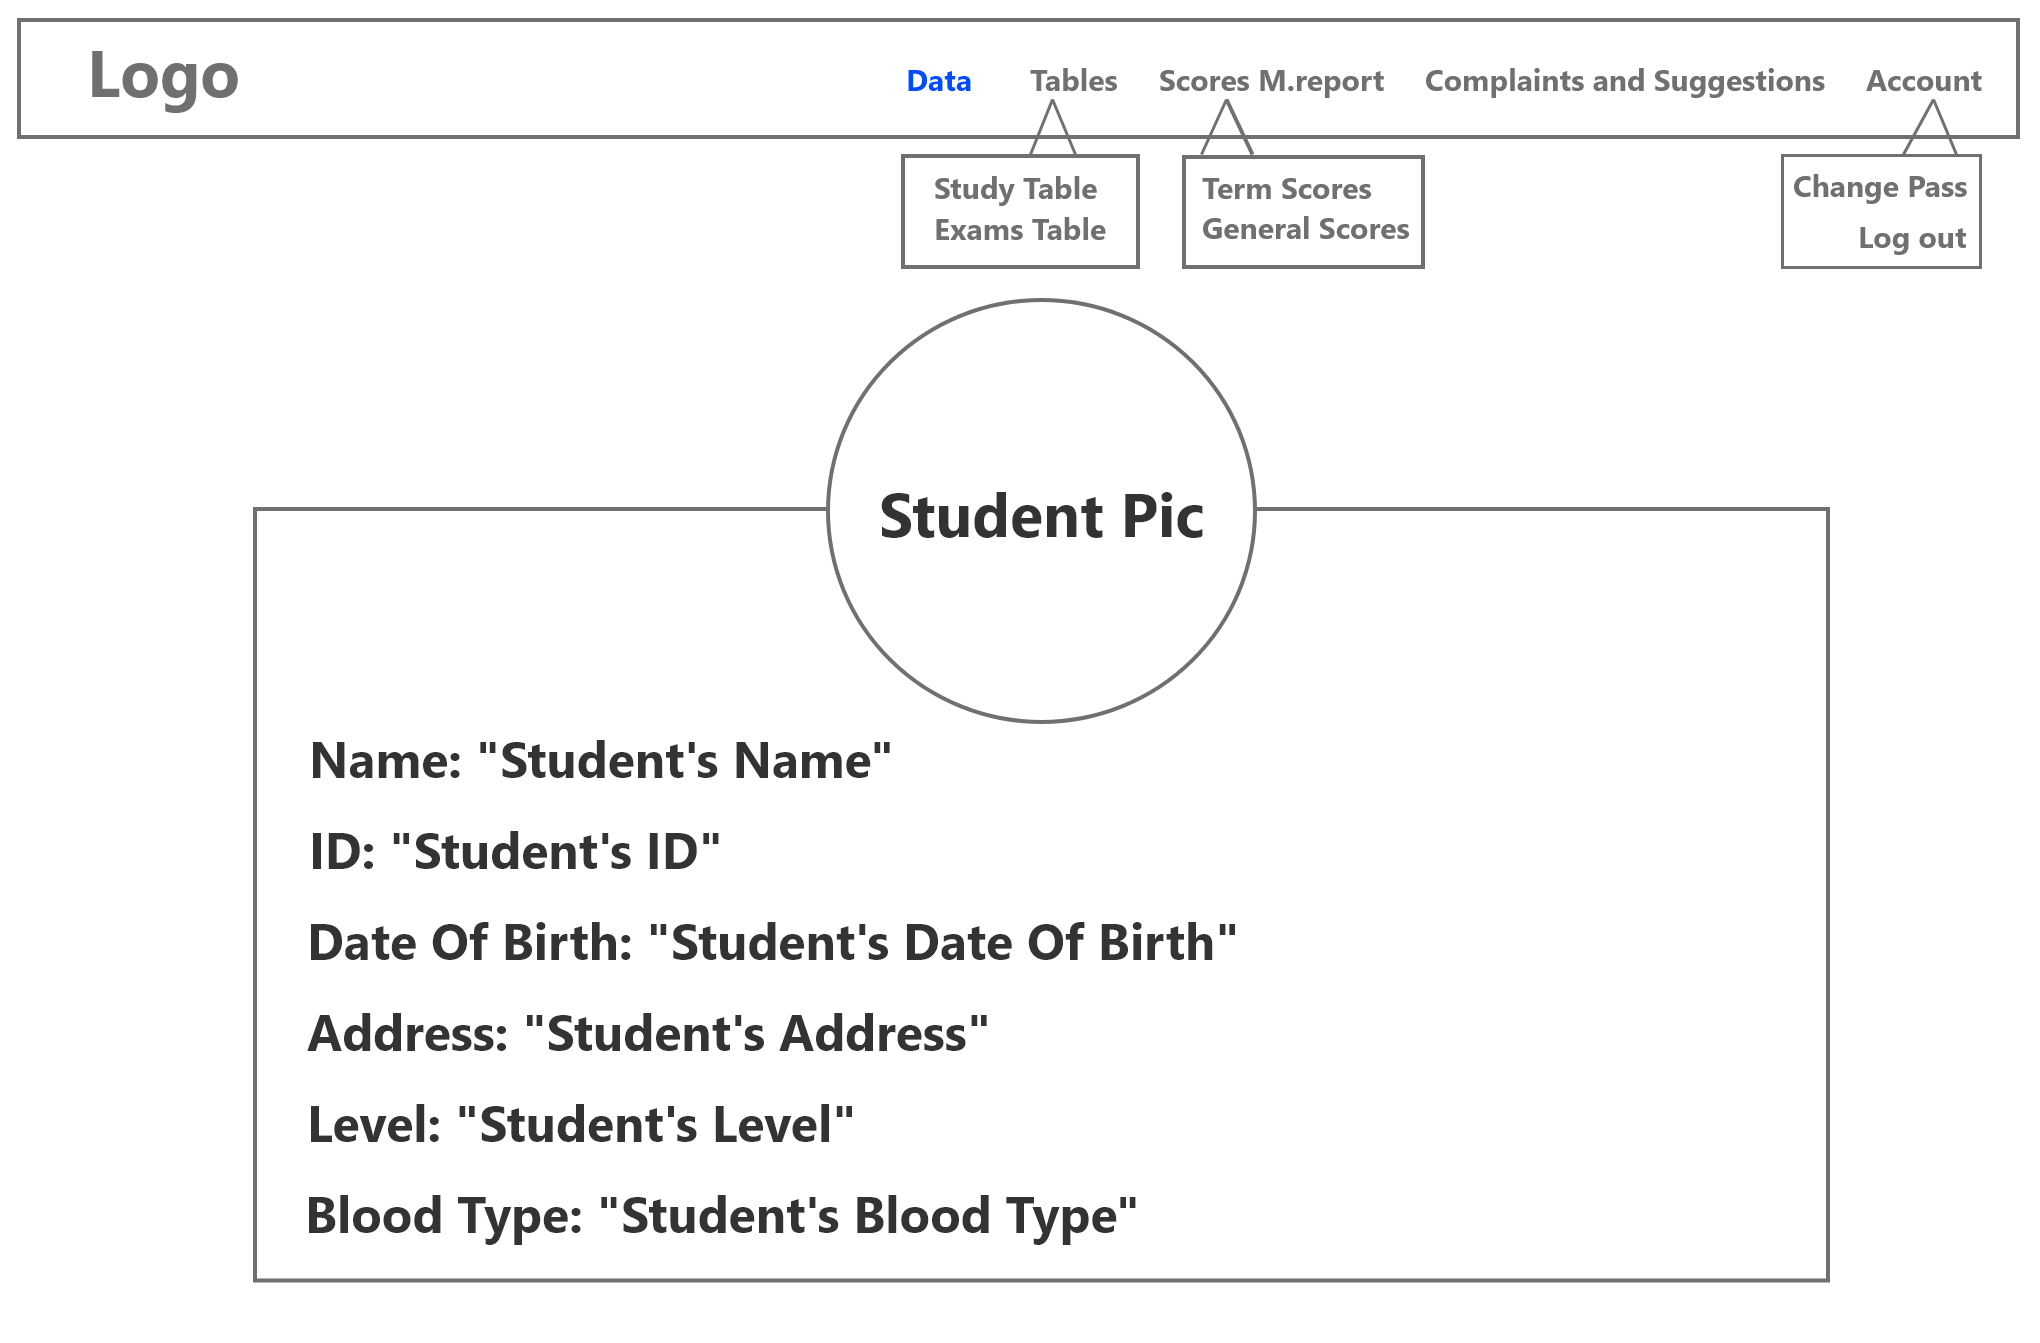 Logo
Data Tables Scores M.report Complaints and Suggestions Account
Study Table
Exams Table
Term Scores
General Scores
Change Pass
Log out
Student Pic
Name: "Student's Name"
ID: "Student's ID"
Date Of Birth: "Student's Date Of Birth"
Address: "Student's Address"
Level: "Student's Level"
Blood Type: "Student's Blood Type"